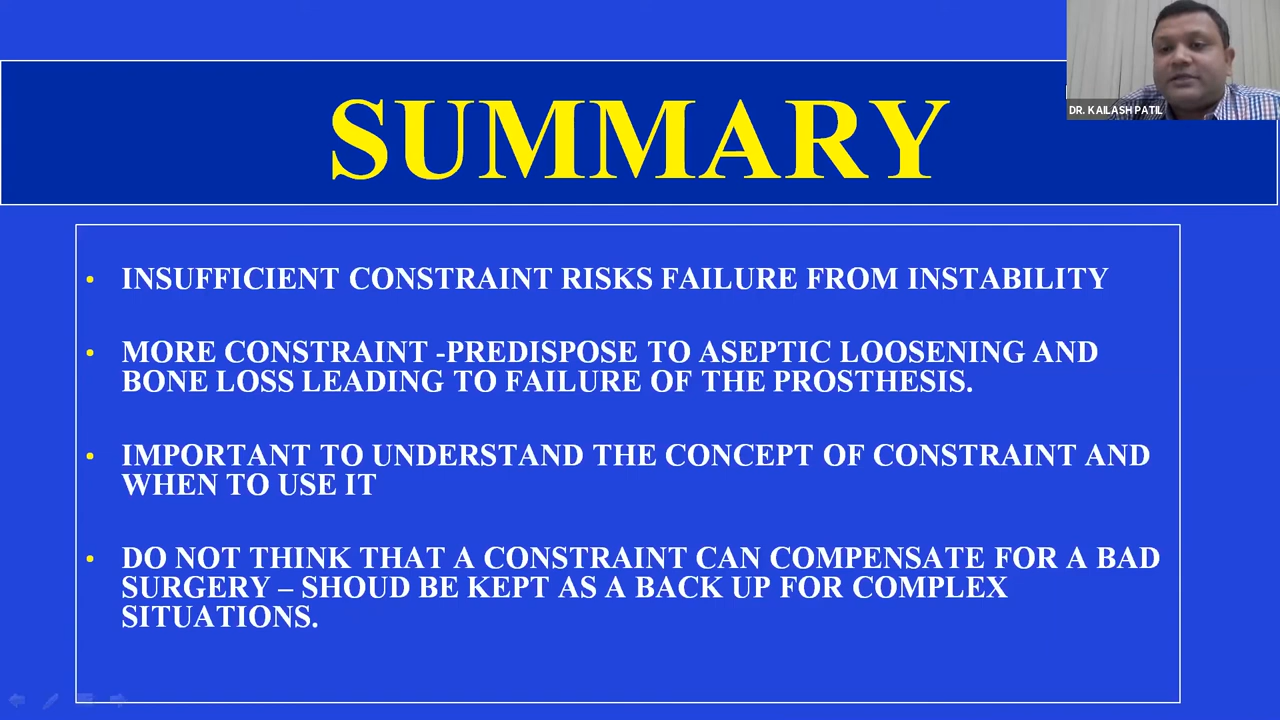 DR. KAILASH PATIL
SUMMARY
• INSUFFICIENT CONSTRAINT RISKS FAILURE FROM INSTABILITY
• MORE CONSTRAINT -PREDISPOSE TO ASEPTIC LOOSENING AND
BONE LOSS LEADING TO FAILURE OF THE PROSTHESIS.
• IMPORTANT TO UNDERSTAND THE CONCEPT OF CONSTRAINT AND
WHEN TO USE IT
• DO NOT THINK THAT A CONSTRAINT CAN COMPENSATE FOR A BAD
SURGERY – SHOUD BE KEPT AS A BACK UP FOR COMPLEX
SITUATIONS.